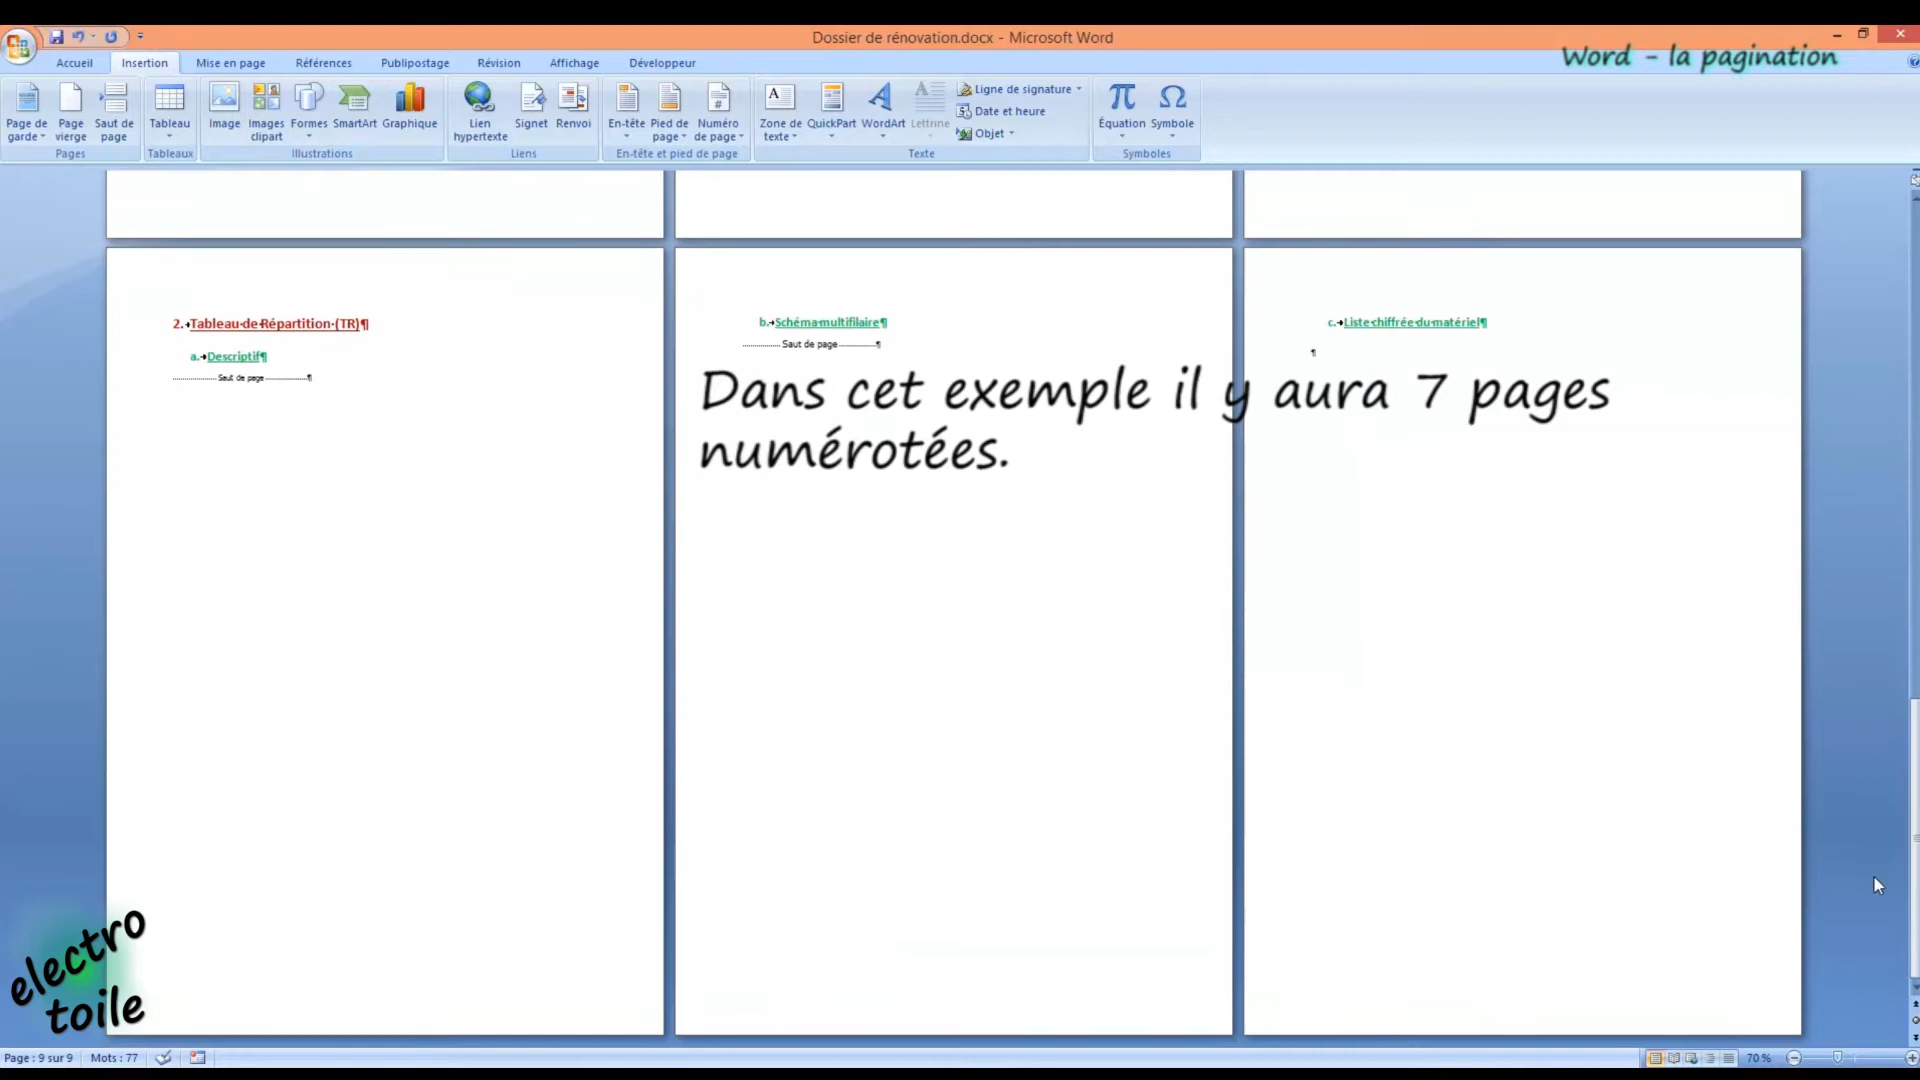 Dossier de rénovation.docx - Microsoft Word
Word - la pagination
Accueil Insertion Mise en page Références Publipostage Révision Affichage Développeur
Page de garde
Page vierge
Saut de page
Pages
Tableau
Tableaux
Image
Images clipart
Formes
SmartArt
Graphique
Illustrations
Lien hypertexte
Signet
Renvoi
Liens
En-tête
Pied de page
Numéro de page
En-tête et pied de page
Zone de texte
QuickPart
WordArt
Lettrine
Ligne de signature
Date et heure
Objet
Texte
Équation
Symbole
Symboles
2.→Tableau·de·Répartition·(TR)¶
a.→Descriptif¶
Saut de page¶
b.→Schéma·multifilaire¶
Saut de page¶
c.→Liste·chiffrée·du·matériel¶
¶
Dans cet exemple il y aura 7 pages
numérotées.
electro
toile
Page : 9 sur 9 Mots : 77
70 %